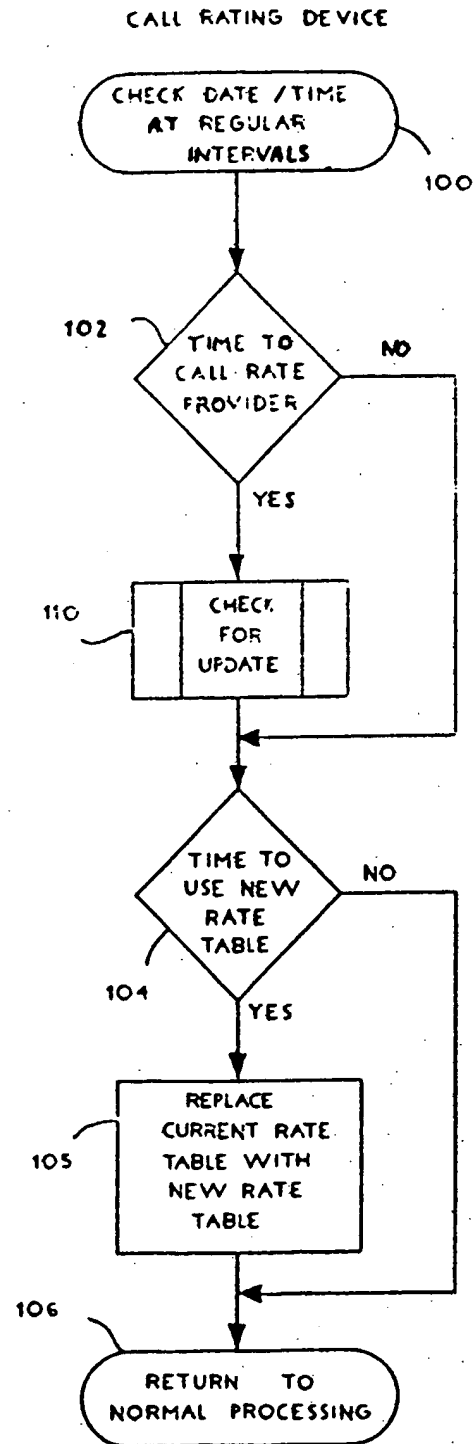 CALL RATING DEVICE
CHECK DATE / TIME
AT REGULAR
INTERVALS
100
102
TIME TO
CALL RATE
PROVIDER
NO
YES
110
CHECK
FOR
UPDATE
TIME TO
USE NEW
RATE
TABLE
NO
104
YES
REPLACE
CURRENT RATE
TABLE WITH
NEW RATE
TABLE
105
106
RETURN TO
NORMAL PROCESSING